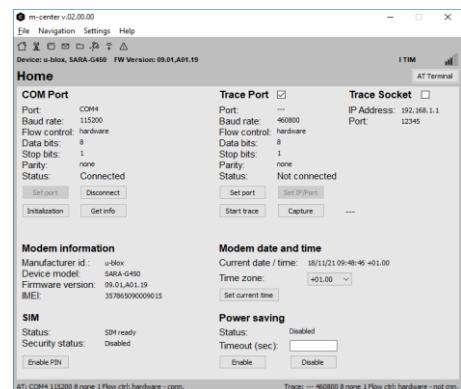 m-center v.02.00.00
File Navigation Settings Help
Device: u-blox, SARA-G450 FW Version: 09.01,A01.19 I TIM
Home AT Terminal
COM Port
Port: COM4
Baud rate: 115200
Flow control: hardware
Data bits: 8
Stop bits: 1
Parity: none
Status: Connected
Set port Disconnect
Initialization Get info
Trace Port
Port: ---
Baud rate: 460800
Flow control: hardware
Data bits: 8
Stop bits: 1
Parity: none
Status: Not connected
Set port Set IP/Port
Start trace Capture ---
Trace Socket
IP Address: 192.168.1.1
Port: 12345
Modem information
Manufacturer id.: u-blox
Device model: SARA-G450
Firmware version: 09.01,A01.19
IMEI: 357865090009015
Modem date and time
Current date / time: 18/11/21 09:48:46 +01.00
Time zone: +01.00
Set current time
SIM
Status: SIM ready
Security status: Disabled
Enable PIN
Power saving
Status: Disabled
Timeout (sec):
Enable Disable
AT: COM4 115200 8 none 1 Flow ctrl: hardware - conn. Trace: --- 460800 8 none 1 Flow ctrl: hardware - not cnn.